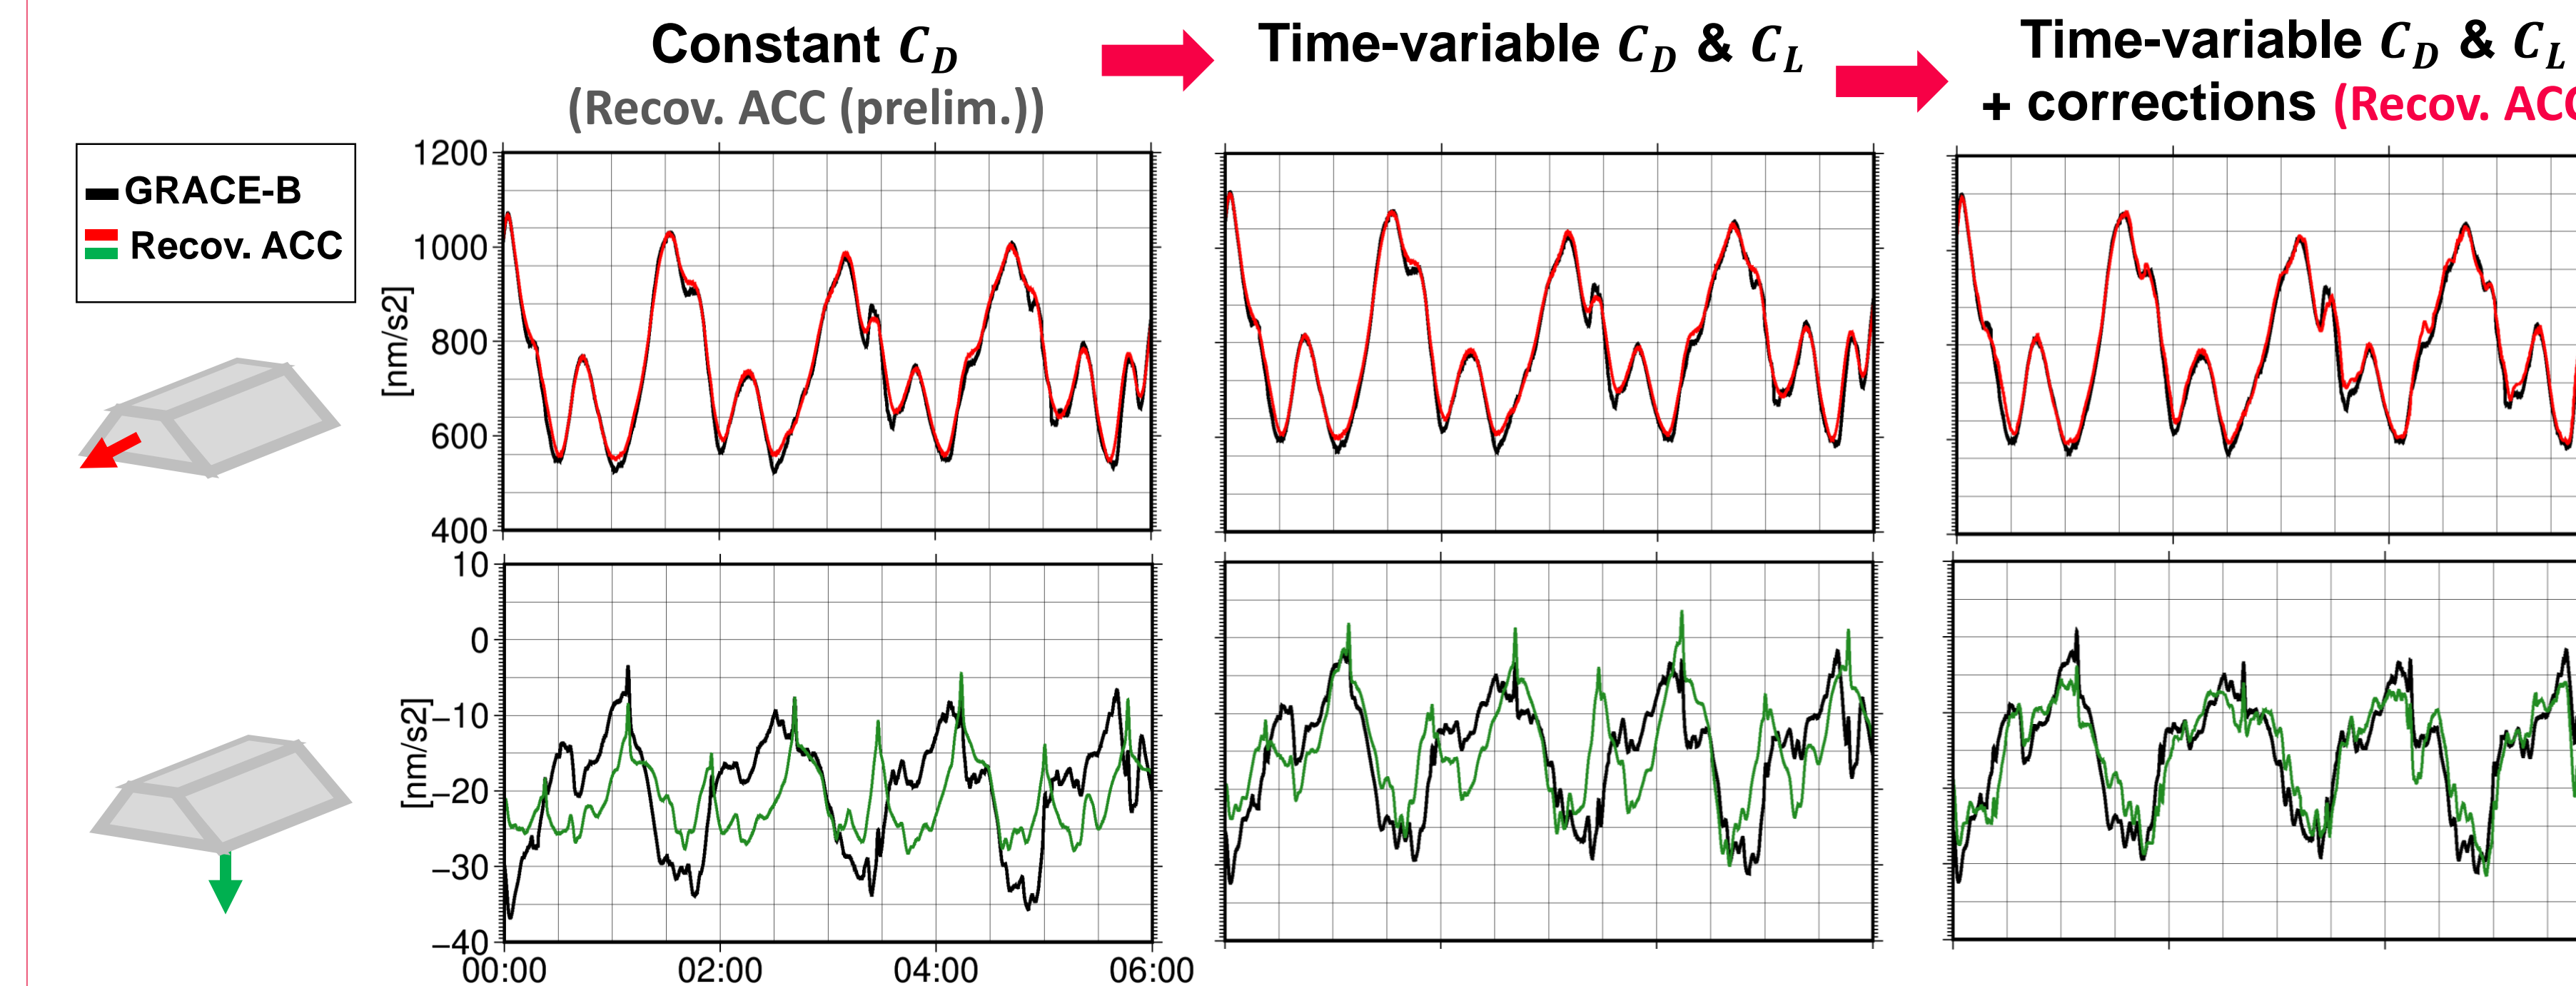 Constant C_D
(Recov. ACC (prelim.))
Time-variable C_D & C_L
Time-variable C_D & C_L
+ corrections (Recov. ACC
GRACE-B
Recov. ACC
[nm/s2]
1200
1000
800
600
400
[nm/s2]
10
0
−10
−20
−30
−40
00:00 02:00 04:00 06:00